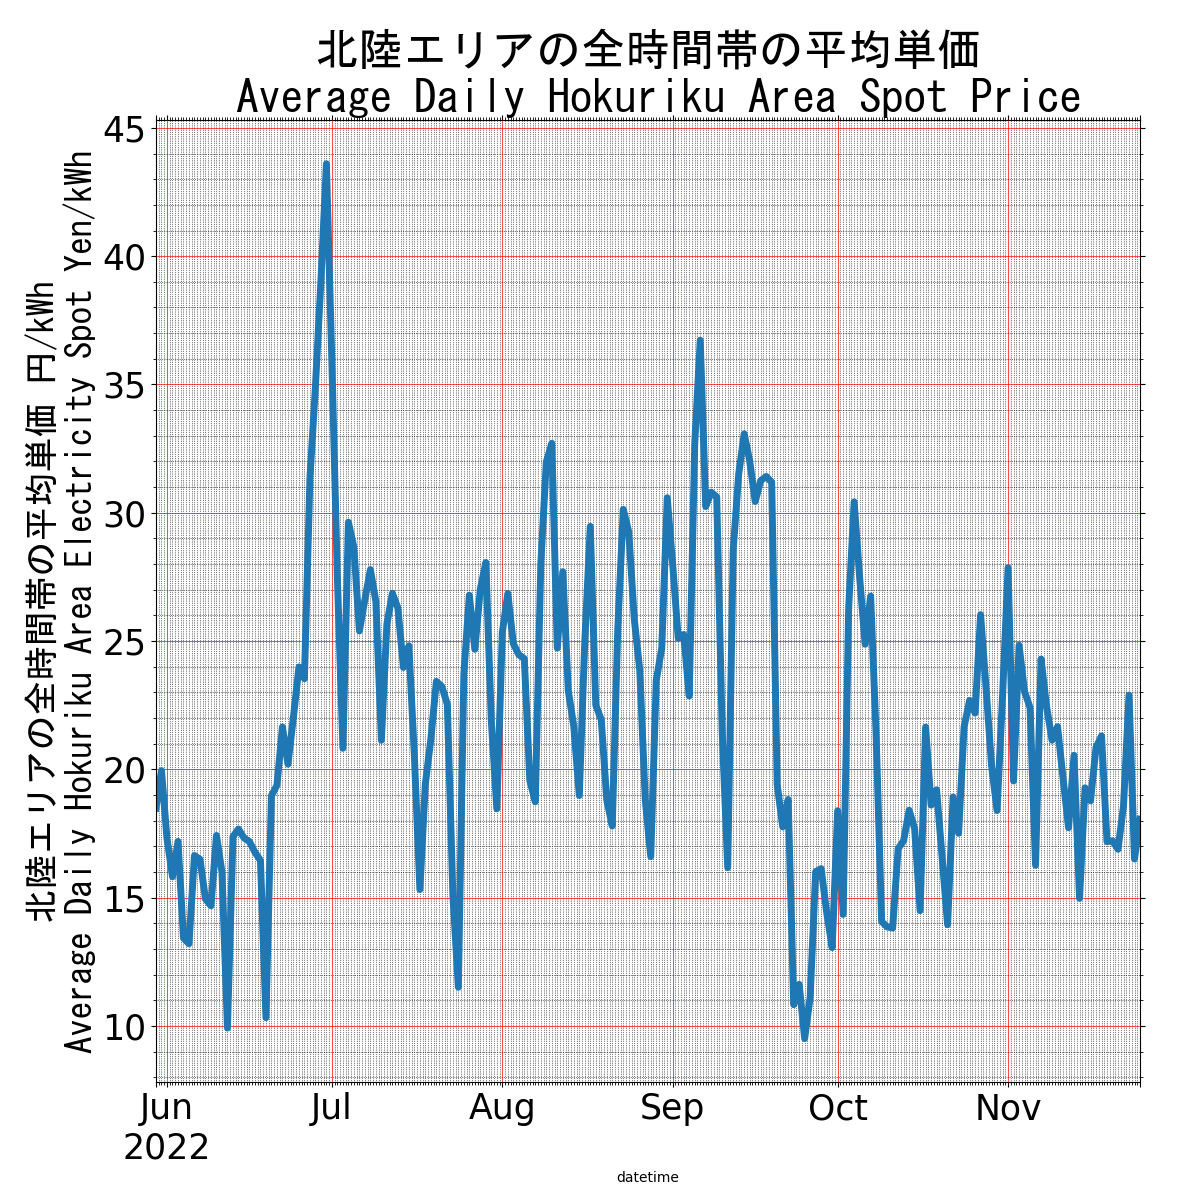 北陸エリアの全時間帯の平均単価
Average Daily Hokuriku Area Spot Price
北陸エリアの全時間帯の平均単価 円/kWh
Average Daily Hokuriku Area Electricity Spot Yen/kWh
45
40
35
30
25
20
15
10
Jun
2022
Jul
Aug
Sep
Oct
Nov
datetime